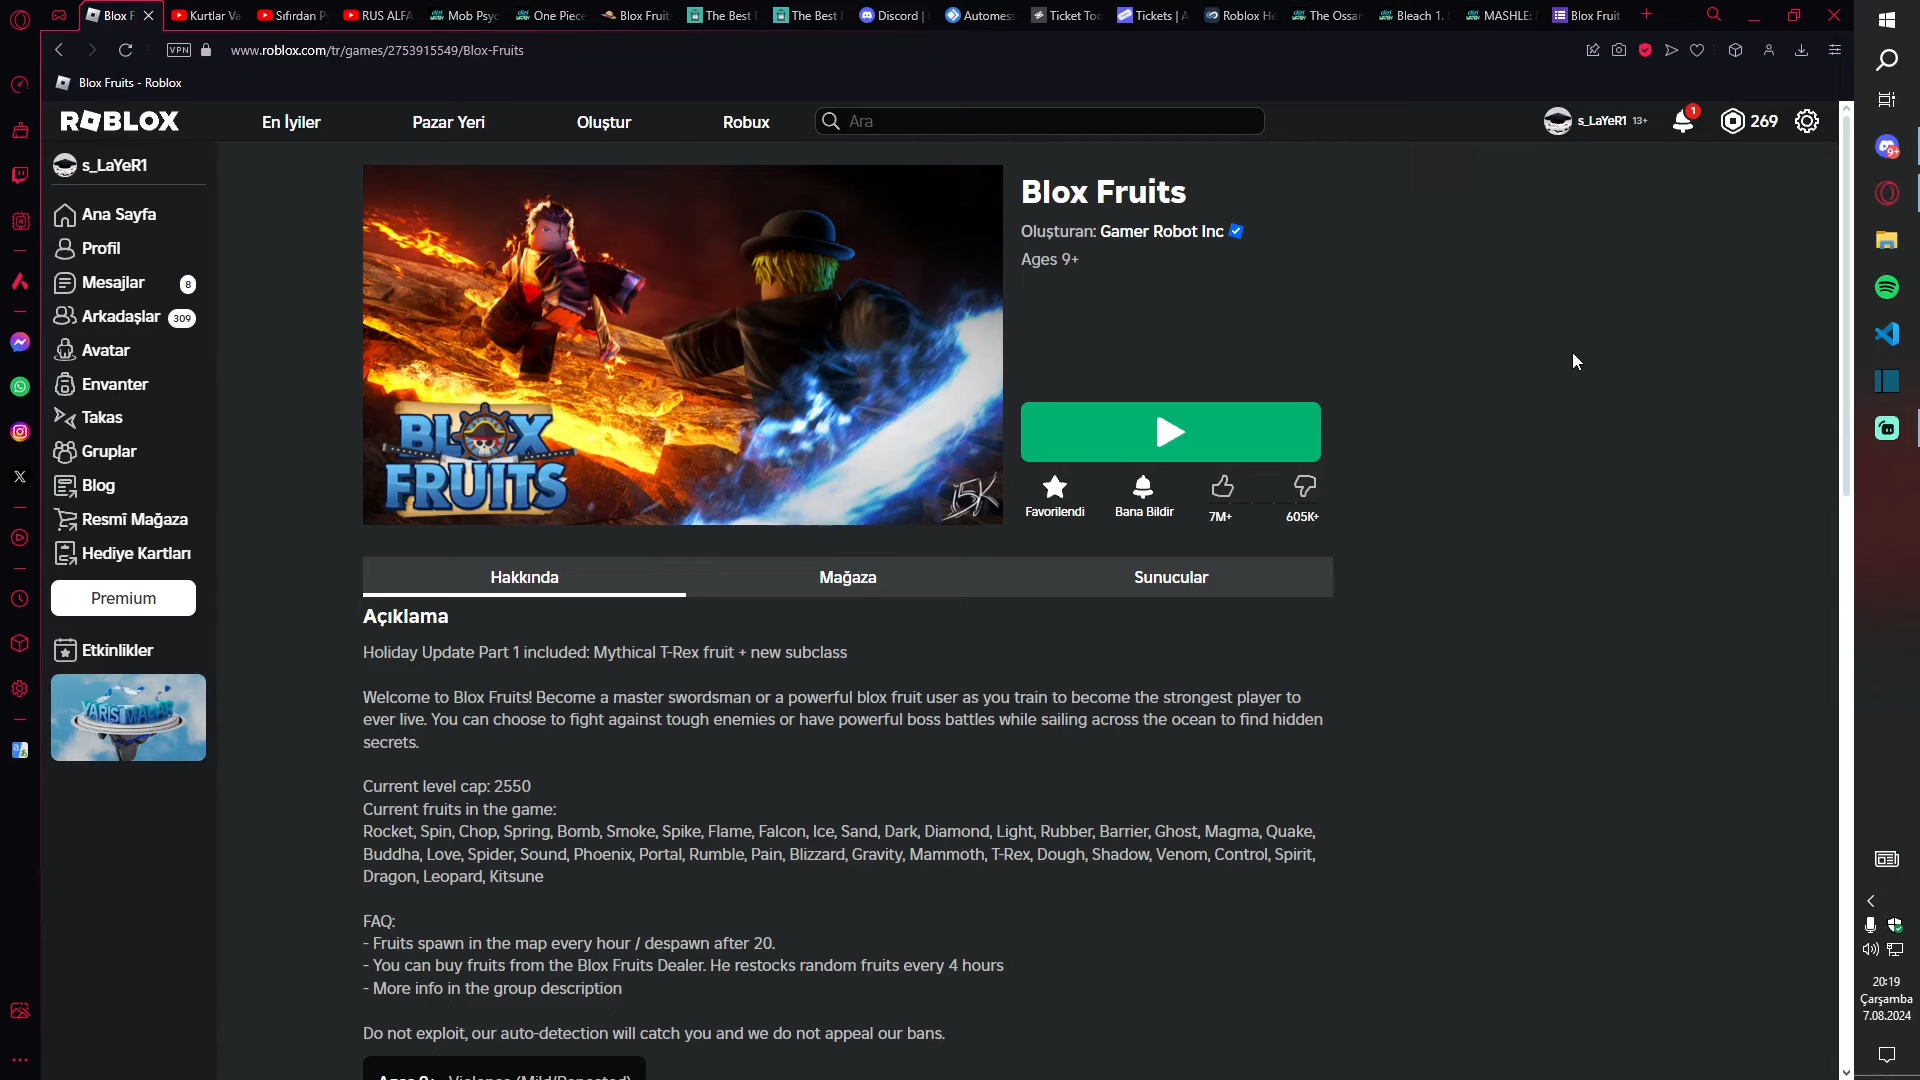 Blox F
Kurtlar Va
Sıfırdan P
RUS ALFA
Mob Psyc
One Piece
Blox Fruit
The Best
The Best
Discord |
Automess
Ticket Too
Tickets | A
Roblox He
The Ossan
Bleach 1.
MASHLE:
Blox Fruit
VPN
www.roblox.com/tr/games/2753915549/Blox-Fruits
Blox Fruits - Roblox
ROBLOX
En İyiler
Pazar Yeri
Oluştur
Robux
Ara
s_LaYeR1 13+
1
269
s_LaYeR1
Ana Sayfa
Profil
Mesajlar 8
Arkadaşlar 309
Avatar
Envanter
Takas
Gruplar
Blog
Resmî Mağaza
Hediye Kartları
Premium
Etkinlikler
YARIŞMALAR
BLOX
FRUITS
i5K
Blox Fruits
Oluşturan: Gamer Robot Inc
Ages 9+
Favorilendi
Bana Bildir
7M+
605K+
Hakkında
Mağaza
Sunucular
Açıklama
Holiday Update Part 1 included: Mythical T-Rex fruit + new subclass
Welcome to Blox Fruits! Become a master swordsman or a powerful blox fruit user as you train to become the strongest player to
ever live. You can choose to fight against tough enemies or have powerful boss battles while sailing across the ocean to find hidden
secrets.
Current level cap: 2550
Current fruits in the game:
Rocket, Spin, Chop, Spring, Bomb, Smoke, Spike, Flame, Falcon, Ice, Sand, Dark, Diamond, Light, Rubber, Barrier, Ghost, Magma, Quake,
Buddha, Love, Spider, Sound, Phoenix, Portal, Rumble, Pain, Blizzard, Gravity, Mammoth, T-Rex, Dough, Shadow, Venom, Control, Spirit,
Dragon, Leopard, Kitsune
FAQ:
- Fruits spawn in the map every hour / despawn after 20.
- You can buy fruits from the Blox Fruits Dealer. He restocks random fruits every 4 hours
- More info in the group description
Do not exploit, our auto-detection will catch you and we do not appeal our bans.
Ages 9+ Violence (Mild/Repeated)
9+
20:19
Çarşamba
7.08.2024